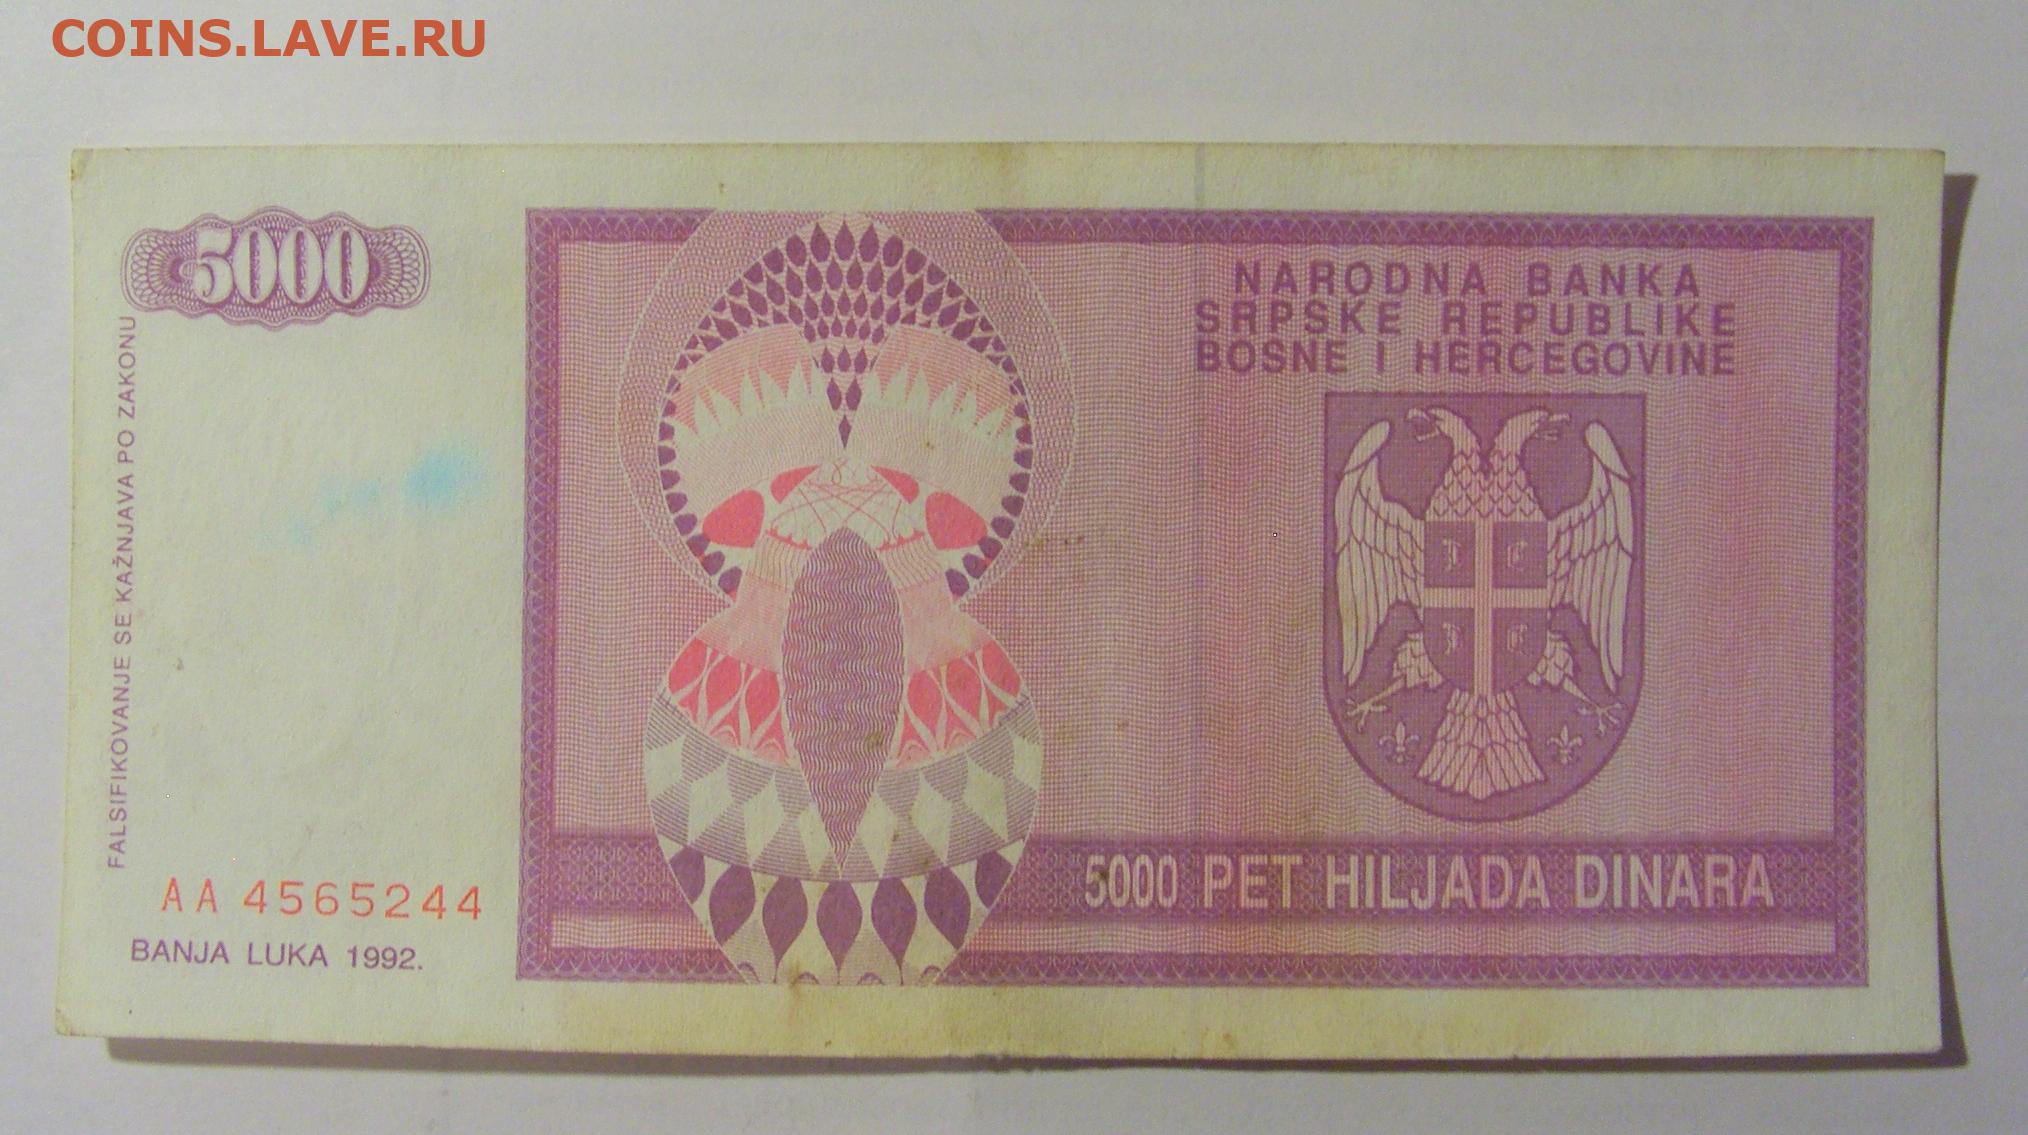 COINS.LAVE.RU
5000
FALSIFIKOVANJE SE KAŽNJAVA PO ZAKONU
AA 4565244
BANJA LUKA 1992.
NARODNA BANKA
SRPSKE REPUBLIKE
BOSNE I HERCEGOVINE
5000 PET HILJADA DINARA